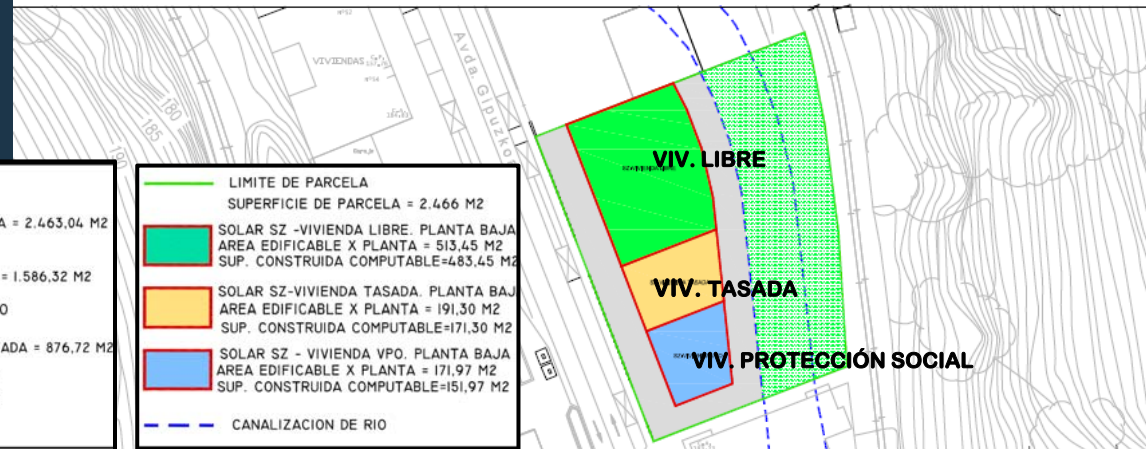 A = 2.463,04 M2
= 1.586,32 M2
ADA = 876,72 M2
LIMITE DE PARCELA
SUPERFICIE DE PARCELA = 2.466 M2
SOLAR SZ -VIVIENDA LIBRE. PLANTA BAJA
AREA EDIFICABLE X PLANTA = 513,45 M2
SUP. CONSTRUIDA COMPUTABLE=483,45 M2
SOLAR SZ-VIVIENDA TASADA. PLANTA BAJ
AREA EDIFICABLE X PLANTA = 191,30 M2
SUP. CONSTRUIDA COMPUTABLE=171,30 M2
SOLAR SZ - VIVIENDA VPO. PLANTA BAJA
AREA EDIFICABLE X PLANTA = 171,97 M2
SUP. CONSTRUIDA COMPUTABLE=151,97 M2
CANALIZACION DE RIO
180
185
190
VIVIENDAS
Avda. Gipuzko
VIV. LIBRE
VIV. TASADA
VIV. PROTECCIÓN SOCIAL